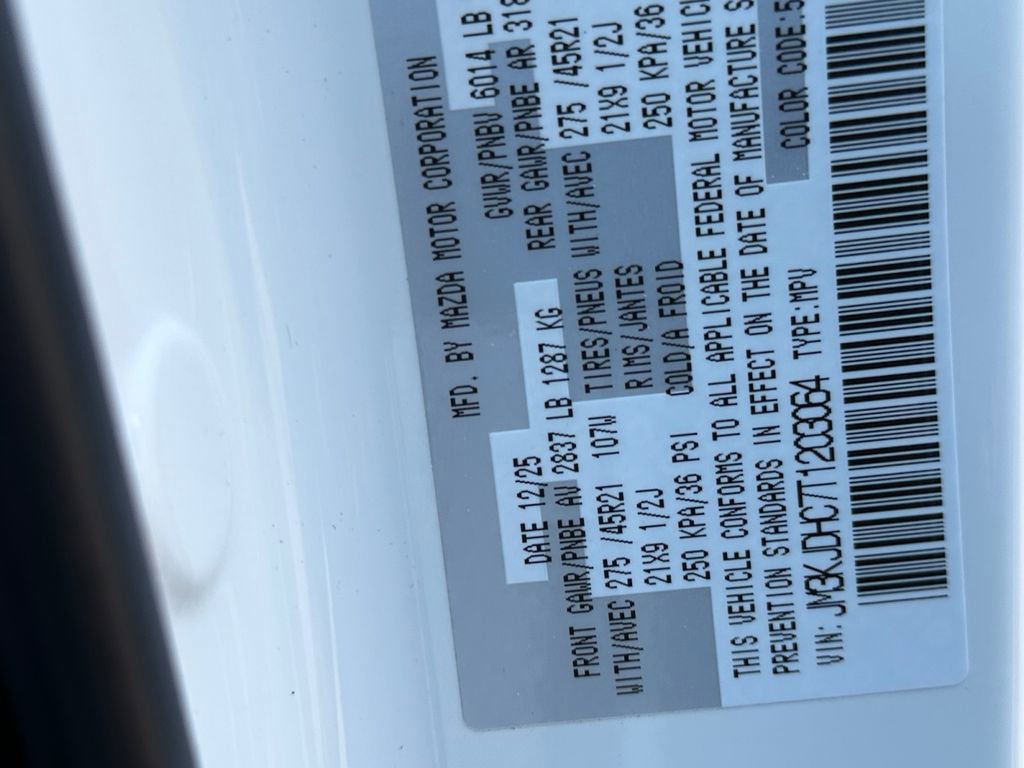 MFD. BY MAZDA MOTOR CORPORATION
DATE 12/25 GVWR/PNBV 6014 LB
FRONT GAWR/PNBE AV 2837 LB 1287 KG REAR GAWR/PNBE AR 318
WITH/AVEC 275 /45R21 107W TIRES/PNEUS WITH/AVEC 275 /45R21
21X9 1/2J RIMS/JANTES 21X9 1/2J
250 KPA/36 PSI COLD/A FROID 250 KPA/36
THIS VEHICLE CONFORMS TO ALL APPLICABLE FEDERAL MOTOR VEHICL
PREVENTION STANDARDS IN EFFECT ON THE DATE OF MANUFACTURE S
VIN: JM3KJDHC7T1203064 TYPE:MPV COLOR CODE:5